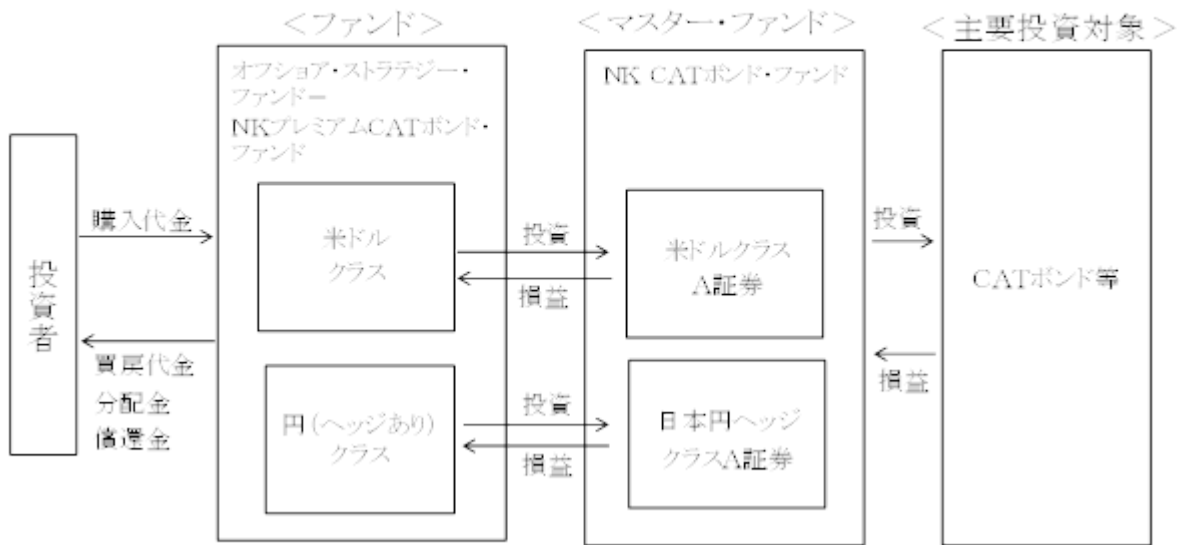 ＜ファンド＞
＜マスター・ファンド＞
＜主要投資対象＞
オフショア・ストラテジー・
ファンドー
NKプレミアムCATボンド・
ファンド
NK CATボンド・ファンド
投資者
購入代金
買戻代金
分配金
償還金
米ドル
クラス
投資
損益
米ドルクラス
A証券
円（ヘッジあり）
クラス
投資
損益
日本円ヘッジ
クラスA証券
投資
損益
CATボンド等